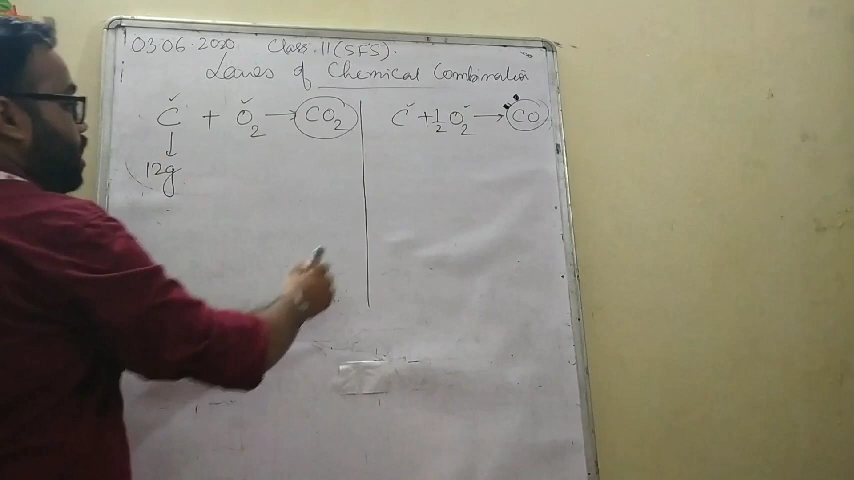 03.06.2020 Class-11 (SFS).
Laws of Chemical Combination
C + O2 → CO2
C + 1/2 O2 → CO
↓
12g